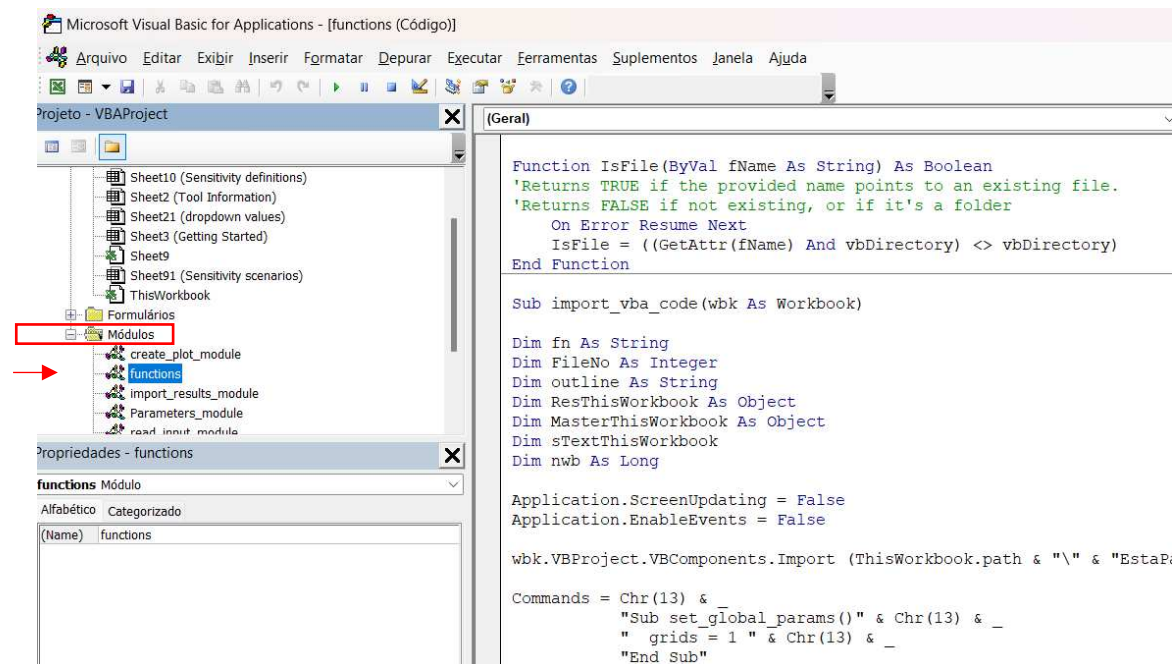 Microsoft Visual Basic for Applications - [functions (Código)]
Arquivo Editar Exibir Inserir Formatar Depurar Executar Ferramentas Suplementos Janela Ajuda
Projeto - VBAProject
Sheet10 (Sensitivity definitions)
Sheet2 (Tool Information)
Sheet21 (dropdown values)
Sheet3 (Getting Started)
Sheet9
Sheet91 (Sensitivity scenarios)
ThisWorkbook
Formulários
Módulos
create_plot_module
functions
import_results_module
Parameters_module
read_input_module
Propriedades - functions
functions Módulo
Alfabético Categorizado
(Name) functions
(Geral)
Function IsFile(ByVal fName As String) As Boolean
'Returns TRUE if the provided name points to an existing file.
'Returns FALSE if not existing, or if it's a folder
On Error Resume Next
IsFile = ((GetAttr(fName) And vbDirectory) <> vbDirectory)
End Function
Sub import_vba_code(wbk As Workbook)
Dim fn As String
Dim FileNo As Integer
Dim outline As String
Dim ResThisWorkbook As Object
Dim MasterThisWorkbook As Object
Dim sTextThisWorkbook
Dim nwb As Long
Application.ScreenUpdating = False
Application.EnableEvents = False
wbk.VBProject.VBComponents.Import (ThisWorkbook.path & "\" & "EstaPa
Commands = Chr(13) & _
"Sub set_global_params()" & Chr(13) & _
" grids = 1 " & Chr(13) & _
"End Sub"